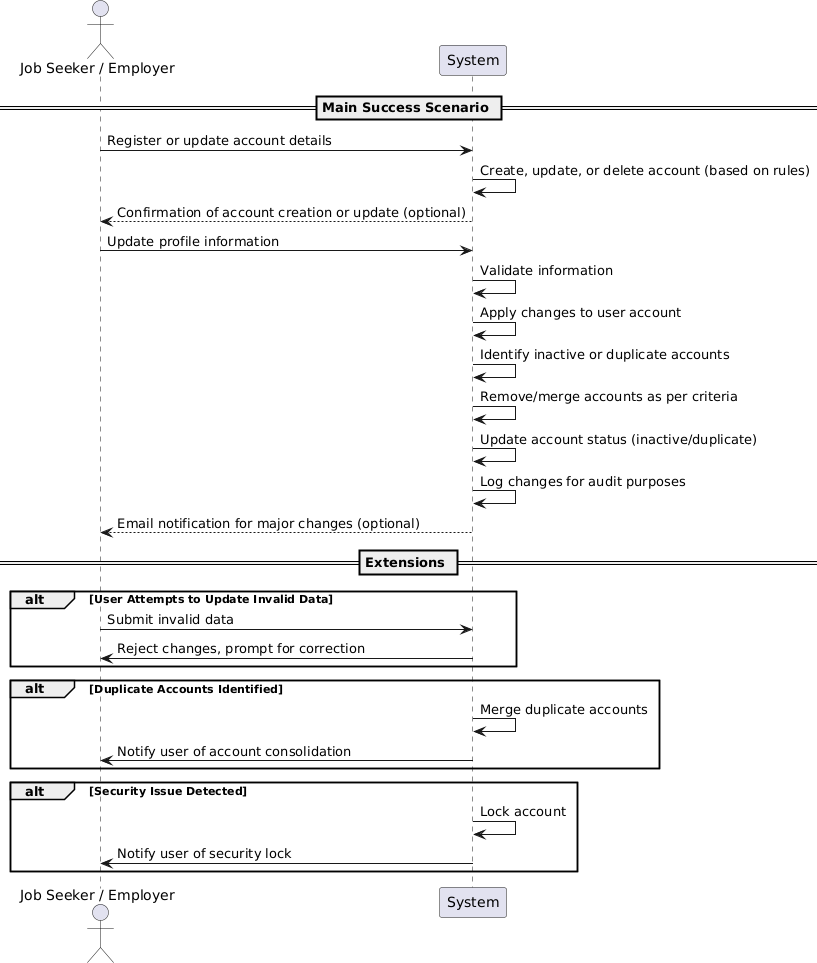 Job Seeker / Employer
System
Main Success Scenario
Register or update account details
Create, update, or delete account (based on rules)
Confirmation of account creation or update (optional)
Update profile information
Validate information
Apply changes to user account
Identify inactive or duplicate accounts
Remove/merge accounts as per criteria
Update account status (inactive/duplicate)
Log changes for audit purposes
Email notification for major changes (optional)
Extensions
alt [User Attempts to Update Invalid Data]
Submit invalid data
Reject changes, prompt for correction
alt [Duplicate Accounts Identified]
Merge duplicate accounts
Notify user of account consolidation
alt [Security Issue Detected]
Lock account
Notify user of security lock
Job Seeker / Employer
System